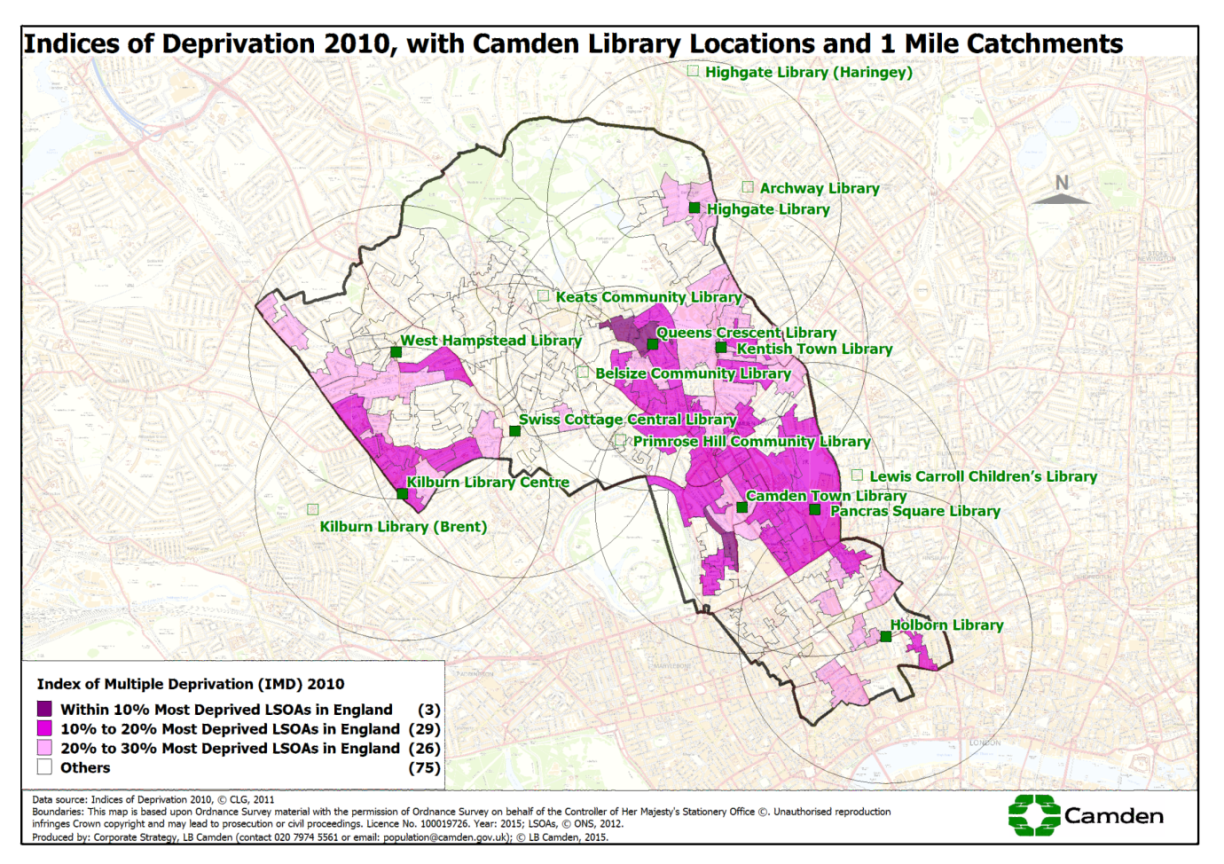 Indices of Deprivation 2010, with Camden Library Locations and 1 Mile Catchments
Highgate Library (Haringey)
N
Archway Library
Highgate Library
Keats Community Library
Queens Crescent Library
West Hampstead Library
Kentish Town Library
Belsize Community Library
Swiss Cottage Central Library
Primrose Hill Community Library
Lewis Carroll Children's Library
Kilburn Library Centre
Camden Town Library
Pancras Square Library
Kilburn Library (Brent)
Holborn Library
LONDON
Index of Multiple Deprivation (IMD) 2010
Within 10% Most Deprived LSOAs in England (3)
10% to 20% Most Deprived LSOAs in England (29)
20% to 30% Most Deprived LSOAs in England (26)
Others (75)
Data source: Indices of Deprivation 2010, © CLG, 2011
Boundaries: This map is based upon Ordnance Survey material with the permission of Ordnance Survey on behalf of the Controller of Her Majesty's Stationery Office ©. Unauthorised reproduction
infringes Crown copyright and may lead to prosecution or civil proceedings. Licence No. 100019726. Year: 2015; LSOAs, © ONS, 2012.
Produced by: Corporate Strategy, LB Camden (contact 020 7974 5561 or email: population@camden.gov.uk); © LB Camden, 2015.
Camden